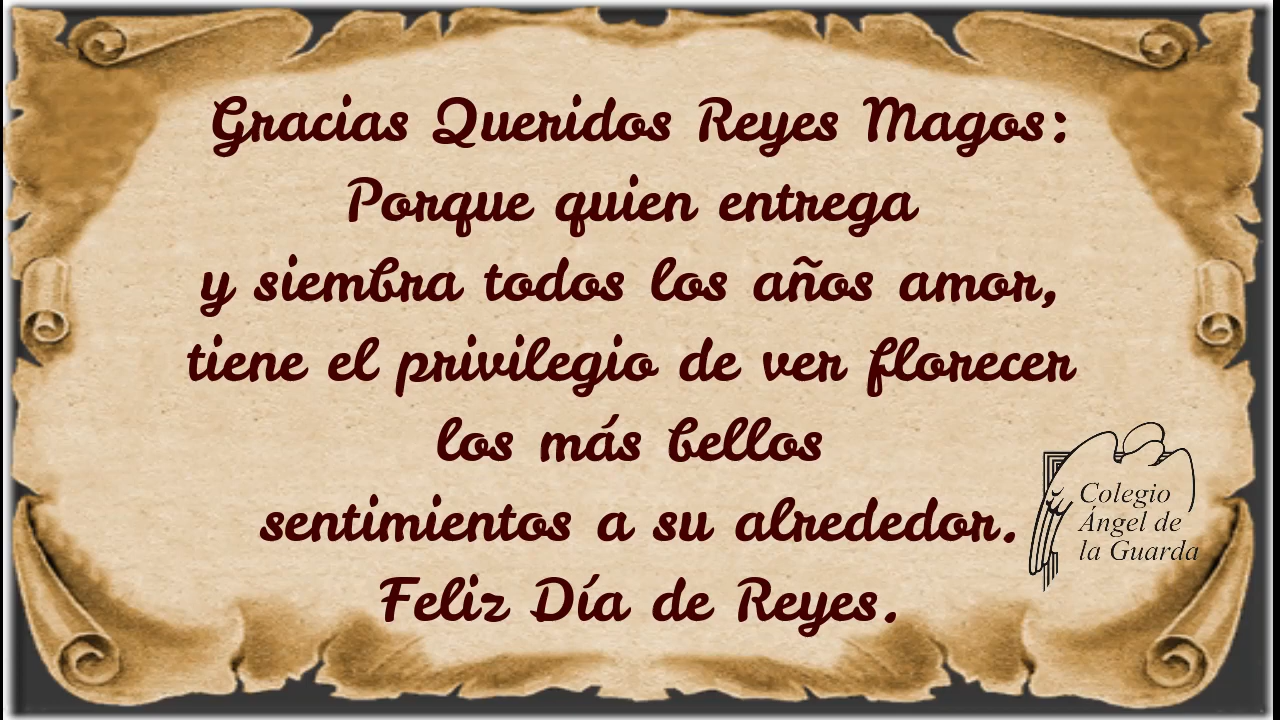 Gracias Queridos Reyes Magos:
Porque quien entrega
y siembra todos los años amor,
tiene el privilegio de ver florecer
los más bellos
sentimientos a su alrededor.
Feliz Día de Reyes.
Colegio
Ángel de
la Guarda